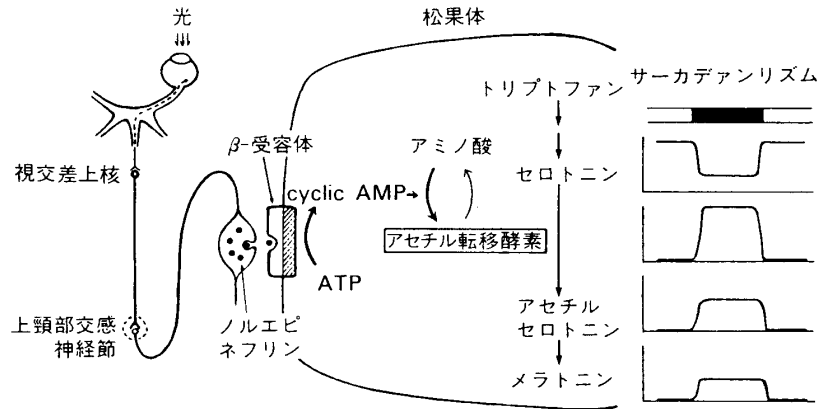 光
松果体
サーカデァンリズム
トリプトファン
β-受容体
アミノ酸
視交差上核
セロトニン
cyclic AMP
アセチル転移酵素
ATP
上頸部交感
神経節
ノルエピ
ネフリン
アセチル
セロトニン
メラトニン